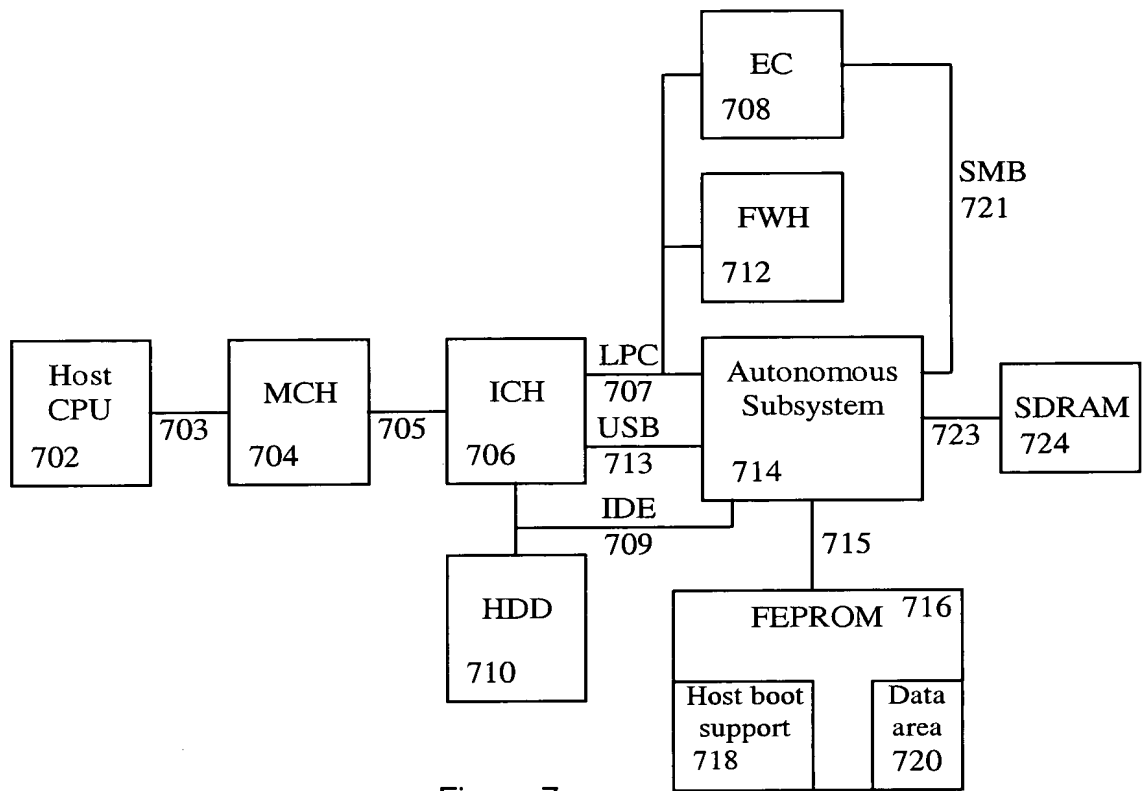 EC
708
SMB
721
FWH
712
Host
CPU
702
703
MCH
704
705
ICH
706
LPC
707
USB
713
IDE
709
Autonomous
Subsystem
714
723
SDRAM
724
HDD
710
715
FEPROM
716
Host boot
support
718
Data
area
720
Figure 7